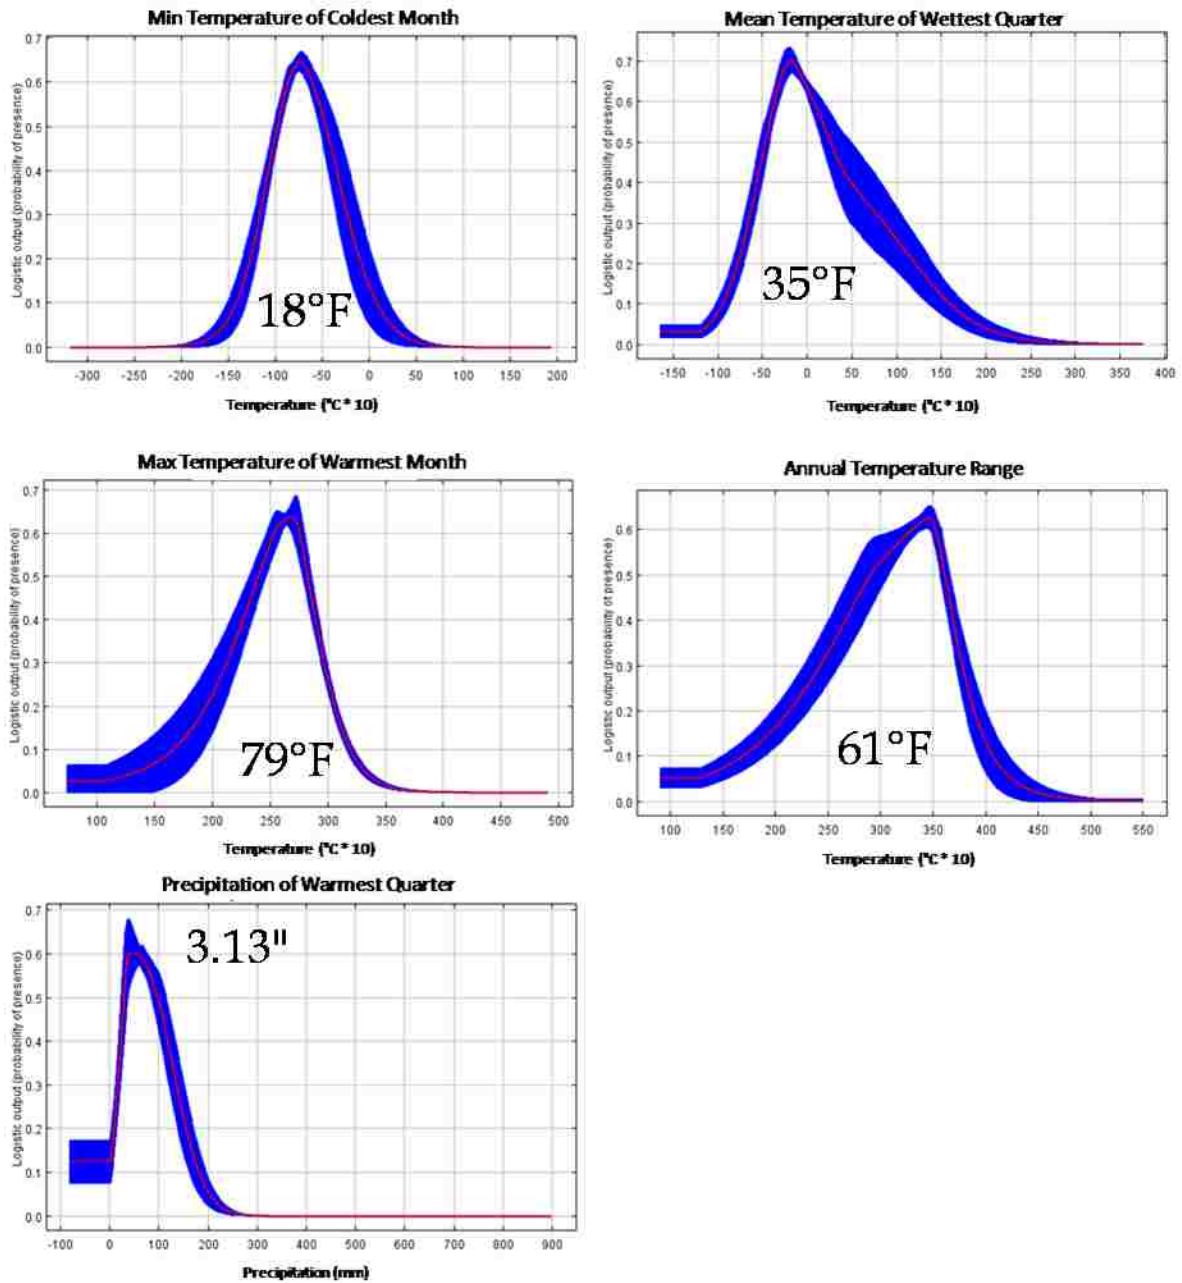 Min Temperature of Coldest Month
Logistic output (probability of presence)
0.7
0.6
0.5
0.4
0.3
0.2
0.1
0.0
18°F
-300 -250 -200 -150 -100 -50 0 50 100 150 200
Temperature (°C * 10)
Mean Temperature of Wettest Quarter
Logistic output (probability of presence)
0.7
0.6
0.5
0.4
0.3
0.2
0.1
0.0
35°F
-150 -100 -50 0 50 100 150 200 250 300 350 400
Temperature (°C * 10)
Max Temperature of Warmest Month
Logistic output (probability of presence)
0.7
0.6
0.5
0.4
0.3
0.2
0.1
0.0
79°F
100 150 200 250 300 350 400 450 500
Temperature (°C * 10)
Annual Temperature Range
Logistic output (probability of presence)
0.6
0.5
0.4
0.3
0.2
0.1
0.0
61°F
100 150 200 250 300 350 400 450 500 550
Temperature (°C * 10)
Precipitation of Warmest Quarter
Logistic output (probability of presence)
0.7
0.6
0.5
0.4
0.3
0.2
0.1
0.0
3.13"
-100 0 100 200 300 400 500 600 700 800 900
Precipitation (mm)